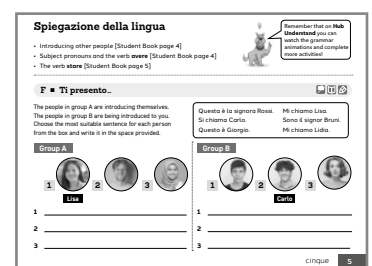 Spiegazione della lingua
• Introducing other people [Student Book page 4]
• Subject pronouns and the verb avere [Student Book page 4]
• The verb stare [Student Book page 5]
Remember that on Hub
Understand you can
watch the grammar
animations and complete
more activities!
F ■ Ti presento...
The people in group A are introducing themselves.
The people in group B are being introduced to you.
Choose the most suitable sentence for each person
from the box and write it in the space provided.
Questa è la signora Rossi. Mi chiamo Lisa.
Si chiama Carlo. Sono il signor Bruni.
Questo è Giorgio. Mi chiamo Lidia.
Group A
1 2 3
Lisa
1
2
3
Group B
1 2 3
Carlo
1
2
3
cinque 5